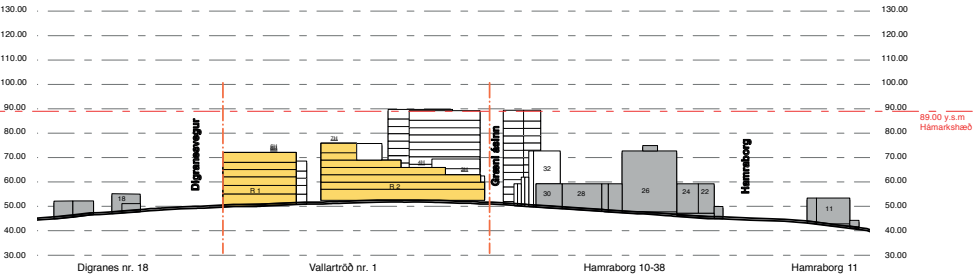 130.00 130.00
120.00 120.00
110.00 110.00
100.00 100.00
90.00 90.00
89.00 y.s.m
Hámarkshæð
80.00 80.00
70.00 70.00
60.00 60.00
50.00 50.00
40.00 40.00
30.00 30.00
Digranesvegur
Græni ásinn
Hamraborg
18
R 1
R 2
32
30
28
26
24
22
11
Digranes nr. 18 Vallartröð nr. 1 Hamraborg 10-38 Hamraborg 11